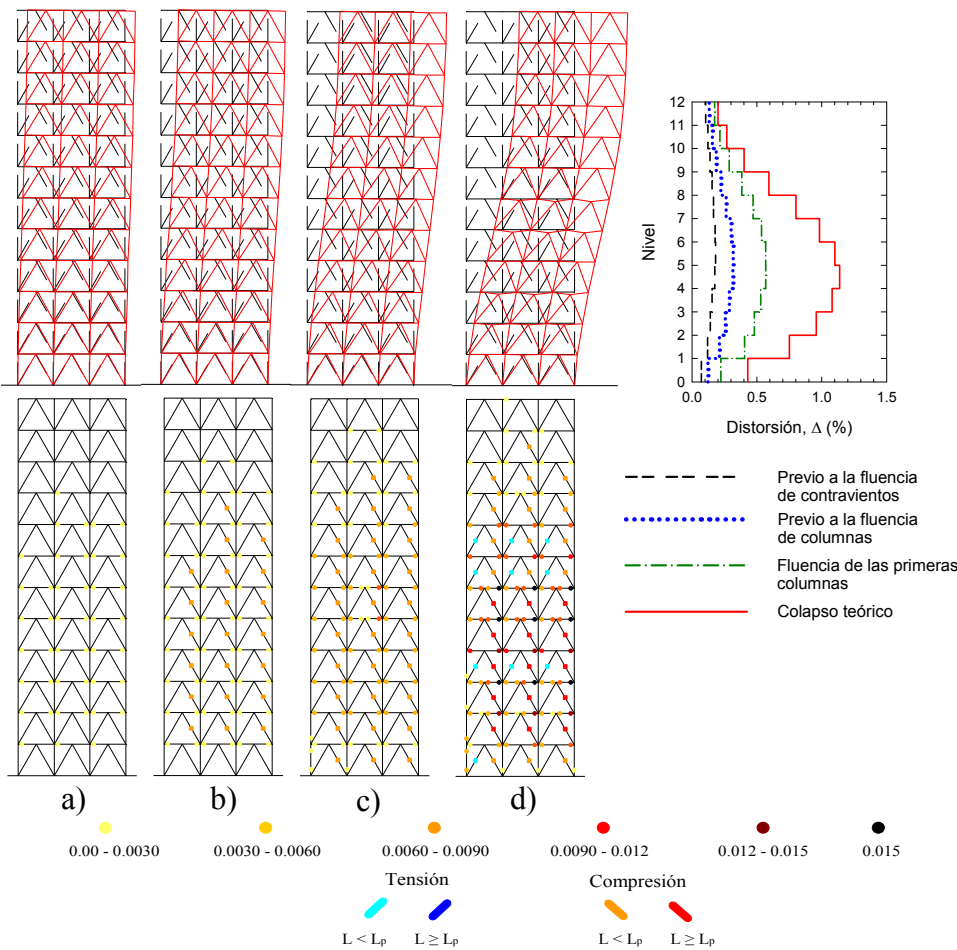 12
11
10
9
8
7
6
5
4
3
2
1
0
Nivel
0.0 0.5 1.0 1.5
Distorsión, Δ (%)
Previo a la fluencia
de contravientos
Previo a la fluencia
de columnas
Fluencia de las primeras
columnas
Colapso teórico
a) b) c) d)
0.00 - 0.0030 0.0030 - 0.0060 0.0060 - 0.0090 0.0090 - 0.012 0.012 - 0.015 0.015
Tensión Compresión
L < Lₚ L ≥ Lₚ L < Lₚ L ≥ Lₚ